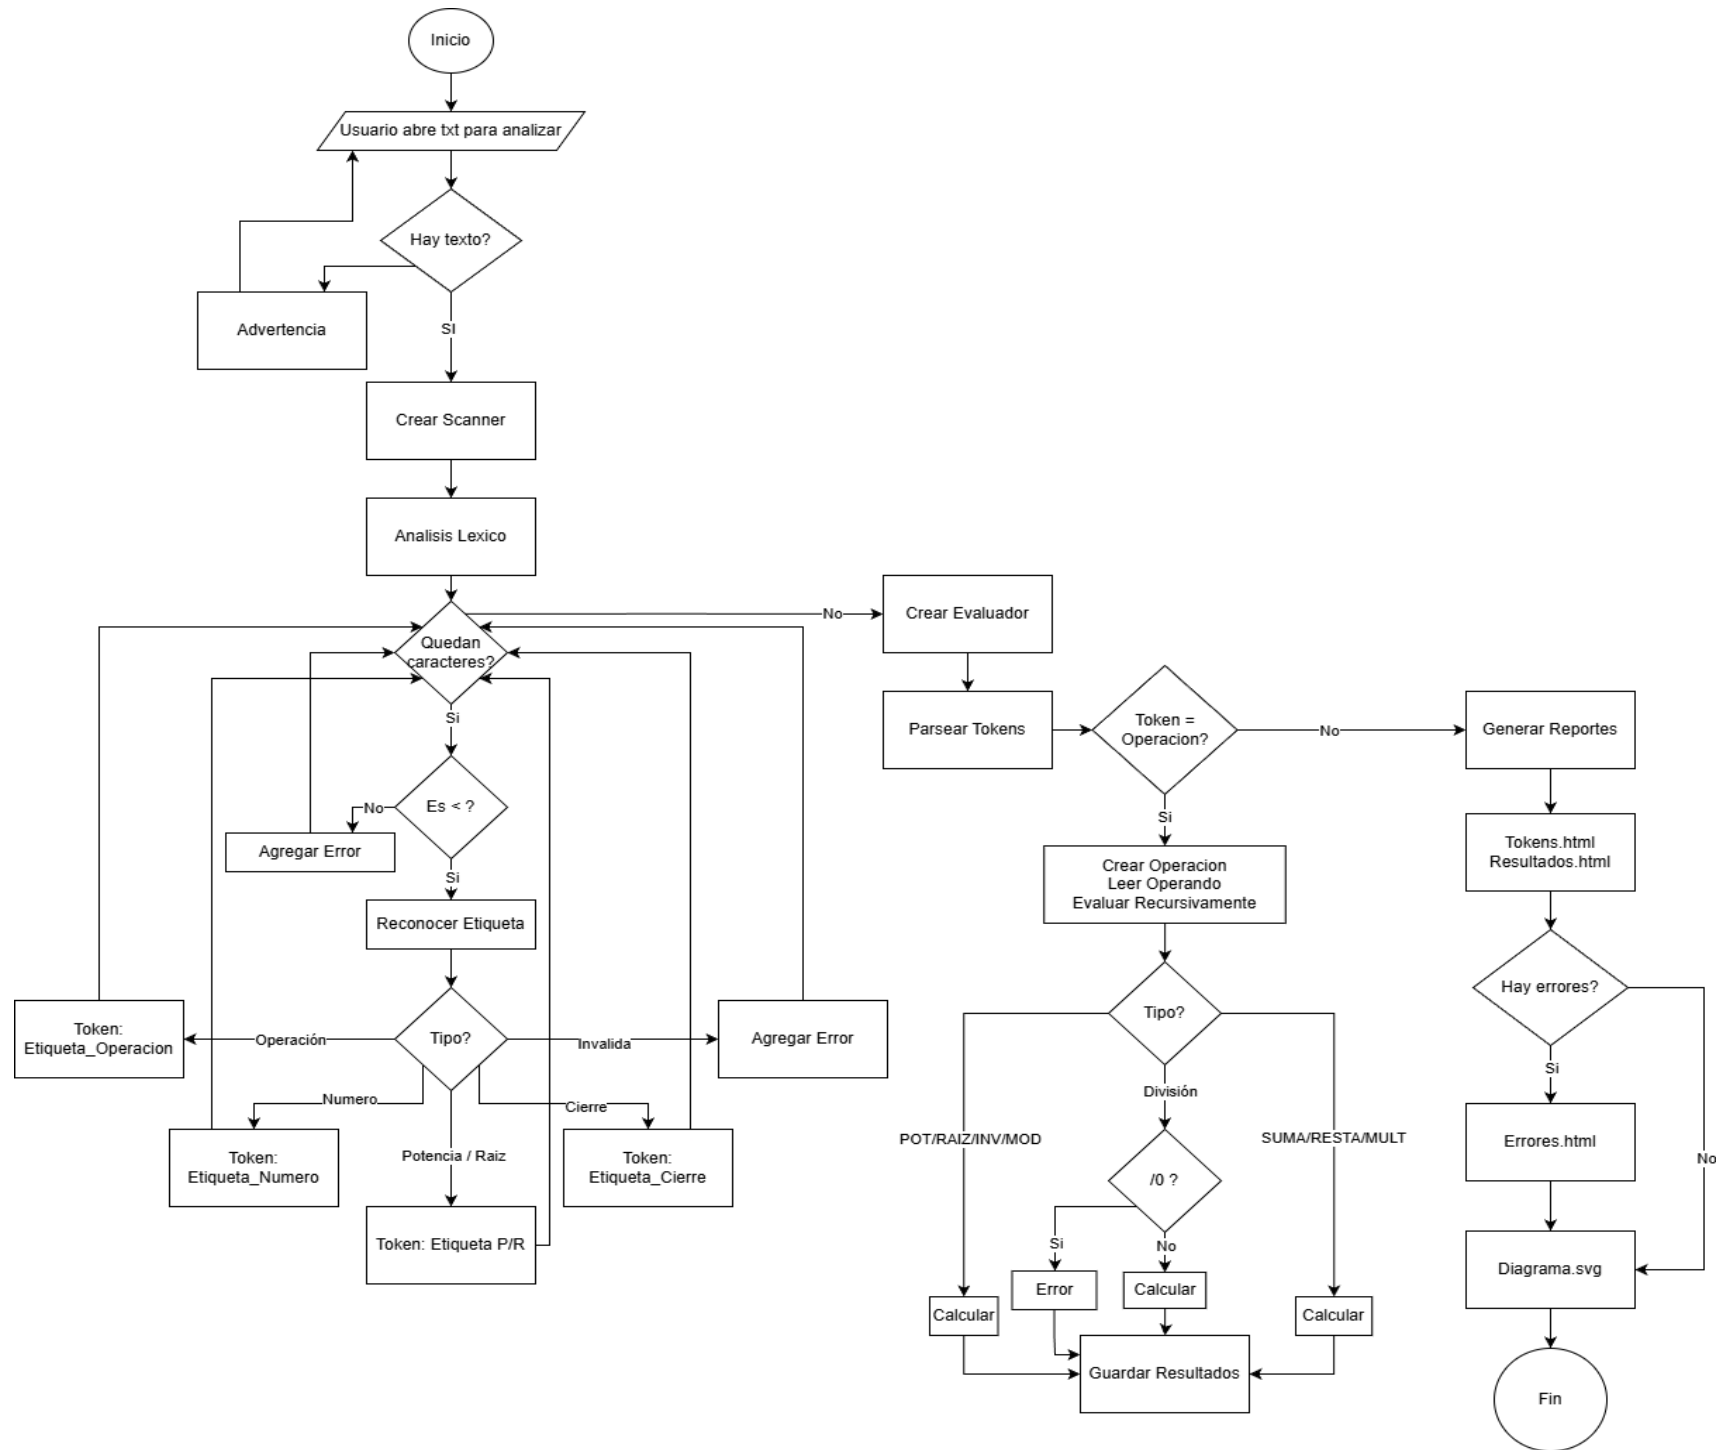 Inicio
Usuario abre txt para analizar
Hay texto?
Advertencia
SI
Crear Scanner
Analisis Lexico
Quedan
caracteres?
No
Crear Evaluador
Si
Parsear Tokens
Token =
Operacion?
No
Generar Reportes
Es < ?
No
Agregar Error
Si
Si
Tokens.html
Resultados.html
Crear Operacion
Leer Operando
Evaluar Recursivamente
Reconocer Etiqueta
Hay errores?
Token:
Etiqueta_Operacion
Operación
Tipo?
Invalida
Agregar Error
Tipo?
Si
Numero
Cierre
División
Token:
Etiqueta_Numero
Potencia / Raiz
Token:
Etiqueta_Cierre
POT/RAIZ/INV/MOD
SUMA/RESTA/MULT
Errores.html
No
/0 ?
Token: Etiqueta P/R
Si
No
Diagrama.svg
Error
Calcular
Calcular
Calcular
Guardar Resultados
Fin